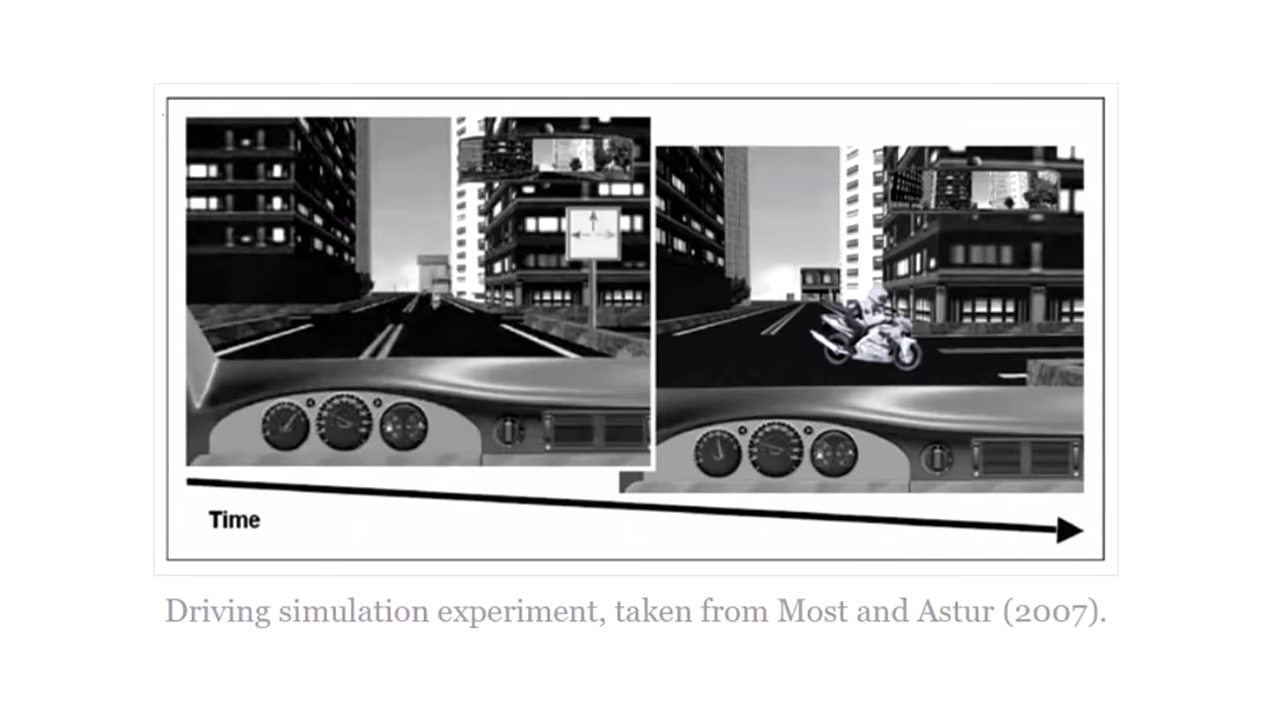 Time
Driving simulation experiment, taken from Most and Astur (2007).